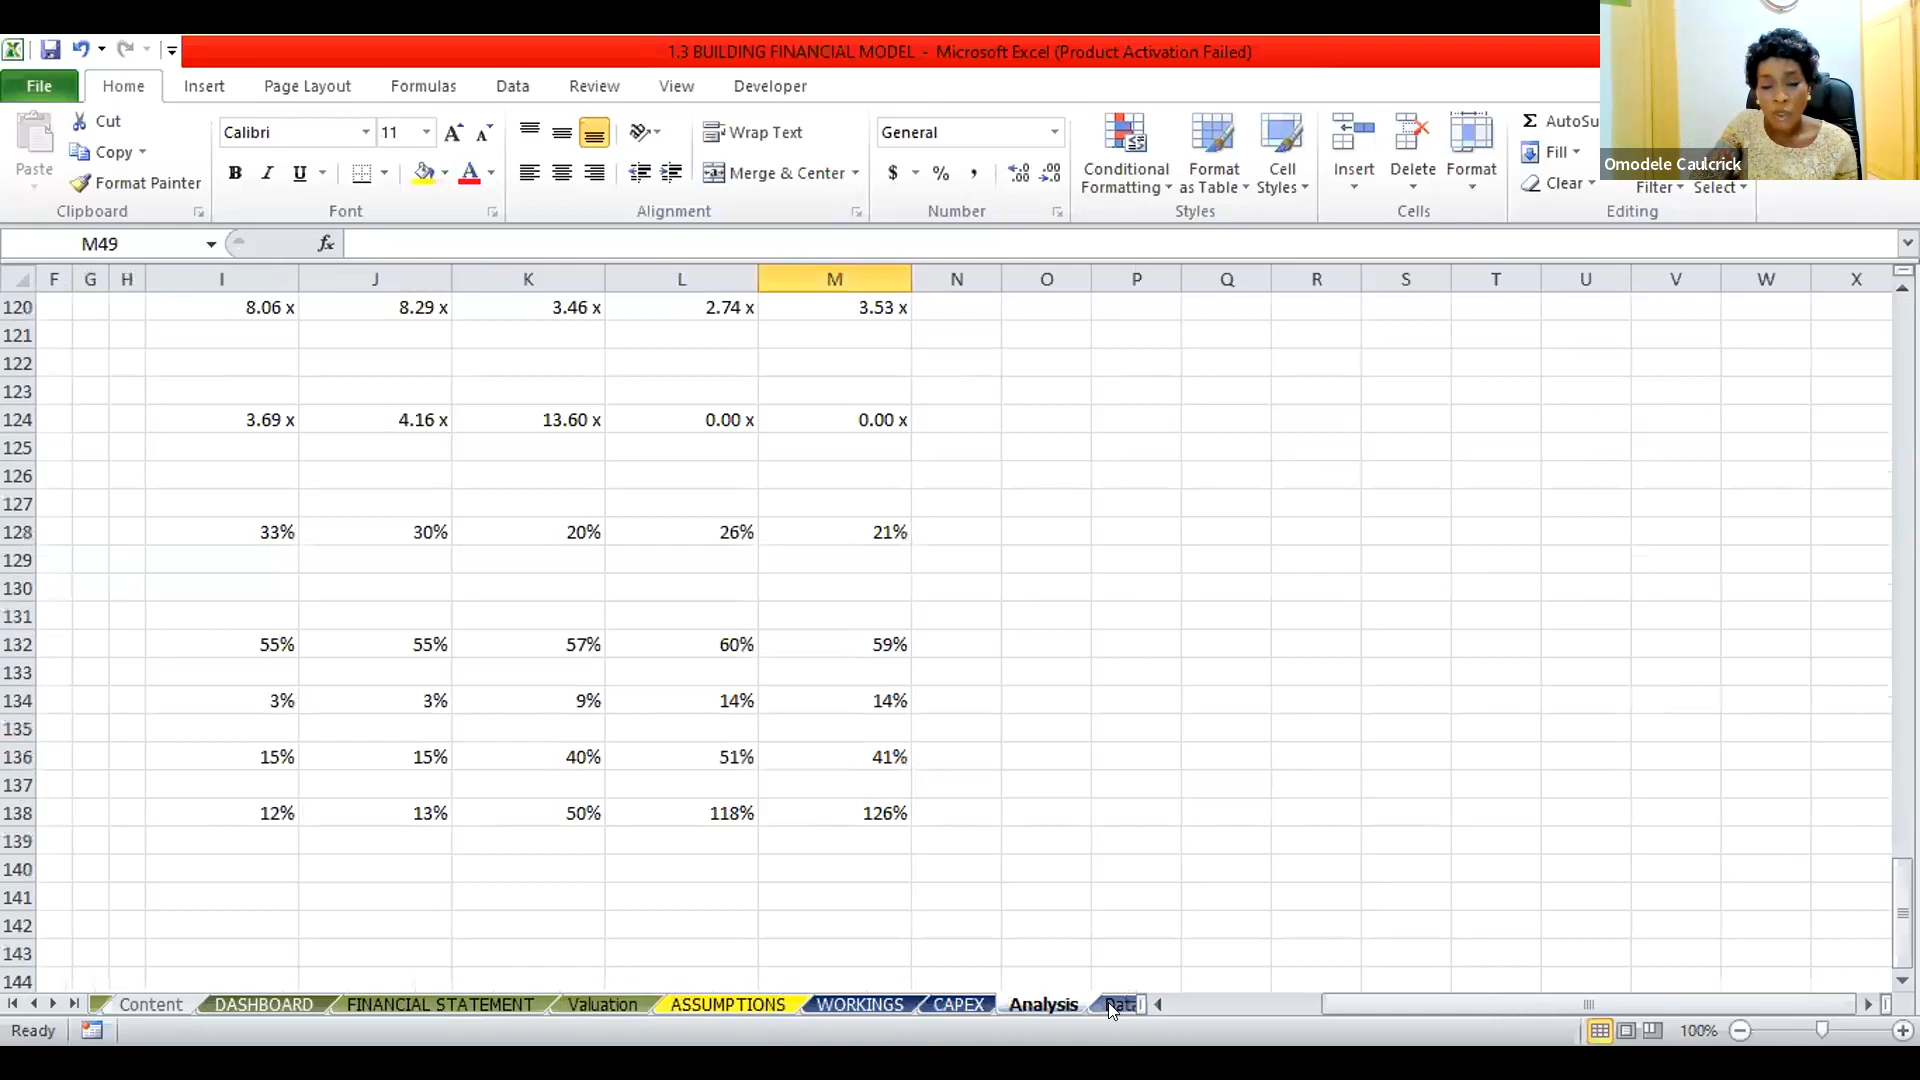 1.3 BUILDING FINANCIAL MODEL - Microsoft Excel (Product Activation Failed)
File Home Insert Page Layout Formulas Data Review View Developer
Paste
Cut
Copy
Format Painter
Clipboard
Calibri 11
B I U
Font
Wrap Text
Merge & Center
Alignment
General
$ % ,
Number
Conditional Formatting
Format as Table
Cell Styles
Styles
Insert Delete Format
Cells
Σ AutoSu
Fill
Clear
Filter Select
Editing
Omodele Caulcrick
M49 fx
F G H I J K L M N O P Q R S T U V W X
120 8.06 x 8.29 x 3.46 x 2.74 x 3.53 x
121
122
123
124 3.69 x 4.16 x 13.60 x 0.00 x 0.00 x
125
126
127
128 33% 30% 20% 26% 21%
129
130
131
132 55% 55% 57% 60% 59%
133
134 3% 3% 9% 14% 14%
135
136 15% 15% 40% 51% 41%
137
138 12% 13% 50% 118% 126%
139
140
141
142
143
144
Content DASHBOARD FINANCIAL STATEMENT Valuation ASSUMPTIONS WORKINGS CAPEX Analysis
Ready 100%